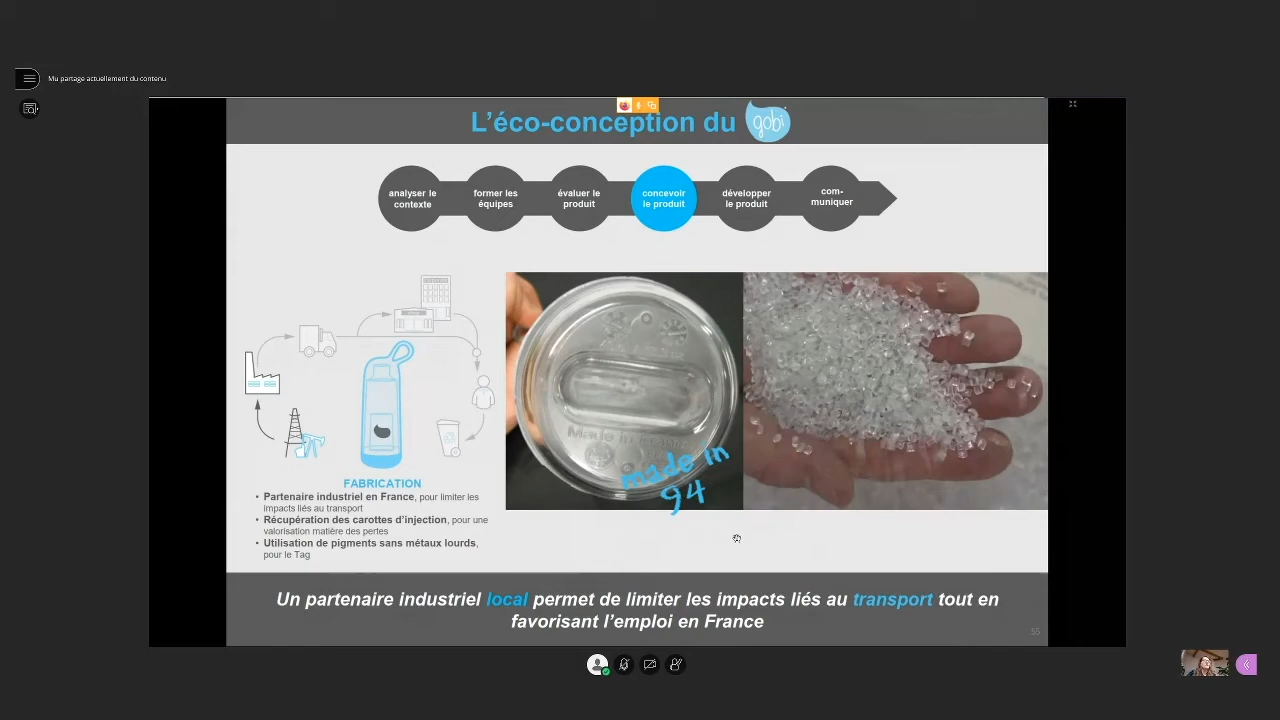 Mu partage actuellement du contenu
L'éco-conception du gobi
analyser le
contexte
former les
équipes
évaluer le
produit
concevoir
le produit
développer
le produit
com-
muniquer
FABRICATION
• Partenaire industriel en France, pour limiter les
impacts liés au transport
• Récupération des carottes d'injection, pour une
valorisation matière des pertes
• Utilisation de pigments sans métaux lourds,
pour le Tag
Made in France
made in
94
Un partenaire industriel local permet de limiter les impacts liés au transport tout en
favorisant l'emploi en France
55